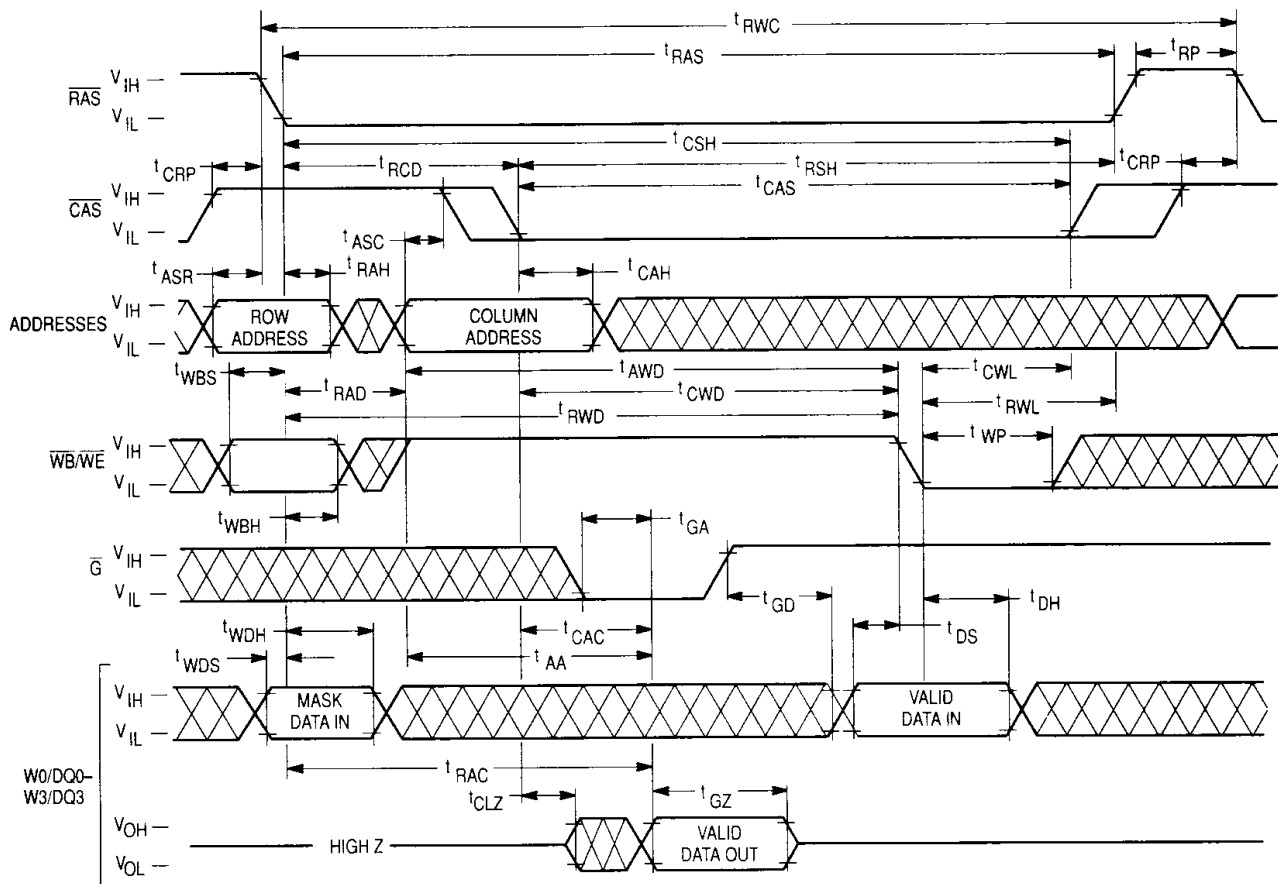 tRWC
tRAS
tRP
RAS
VIH
VIL
tCSH
tCRP
tRCD
tRSH
tCRP
tCAS
CAS
VIH
VIL
tASC
tASR
tRAH
tCAH
ADDRESSES
VIH
VIL
ROW ADDRESS
COLUMN ADDRESS
tWBS
tRAD
tAWD
tCWD
tRWD
tCWL
tRWL
tWP
WB/WE
VIH
VIL
tWBH
tGA
G
VIH
VIL
tGD
tDH
tDS
tWDH
tCAC
tWDS
tAA
VIH
VIL
MASK DATA IN
VALID DATA IN
W0/DQ0–
W3/DQ3
tRAC
tCLZ
tGZ
VOH
VOL
HIGH Z
VALID DATA OUT